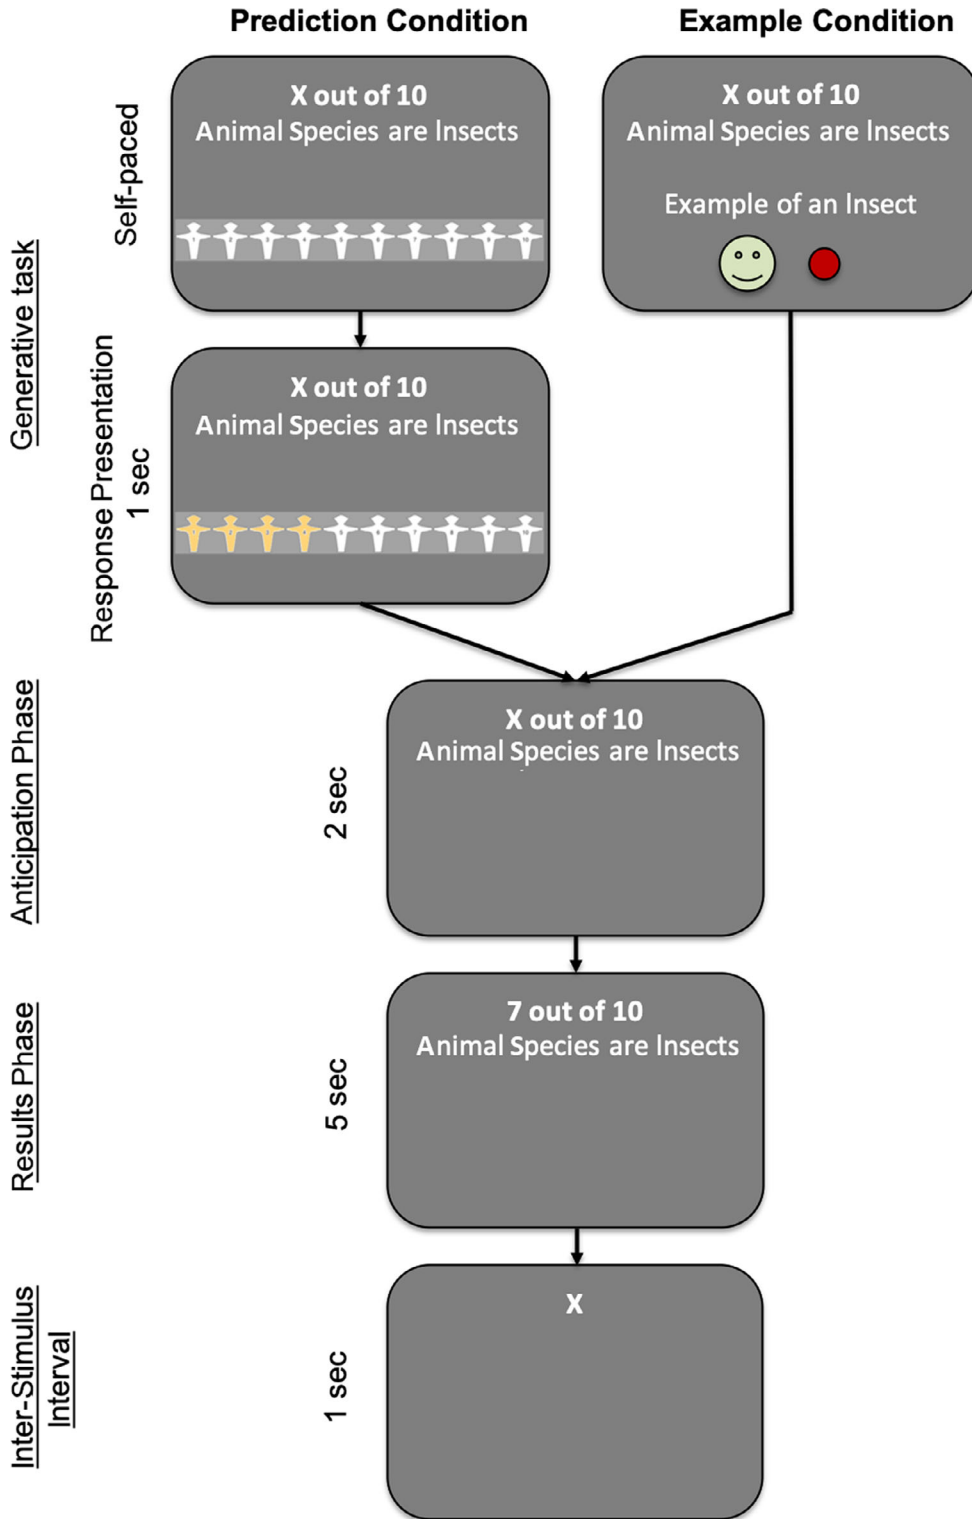 Prediction Condition
Example Condition
Generative task
Self-paced
X out of 10
Animal Species are Insects
X out of 10
Animal Species are Insects
Example of an Insect
Response Presentation
1 sec
X out of 10
Animal Species are Insects
Anticipation Phase
2 sec
X out of 10
Animal Species are Insects
Results Phase
5 sec
7 out of 10
Animal Species are Insects
Inter-Stimulus
Interval
1 sec
X